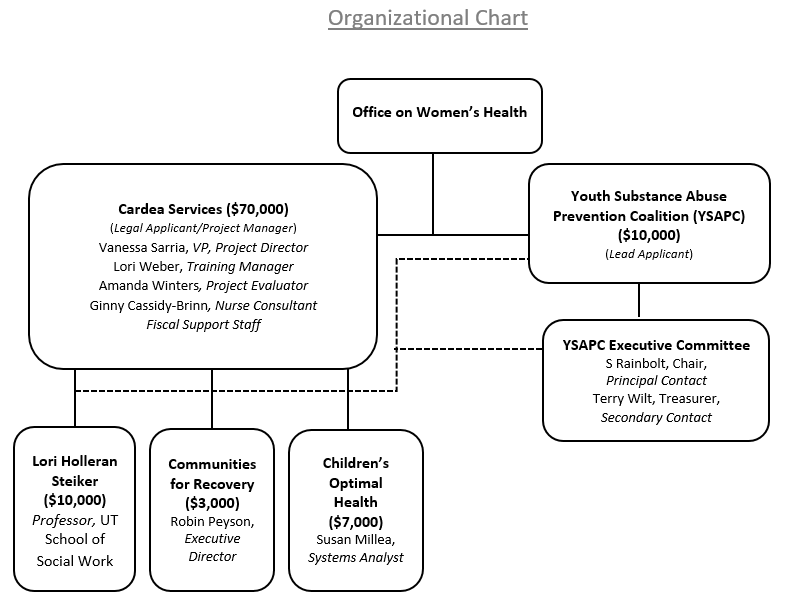 Organizational Chart
Office on Women’s Health
Cardea Services ($70,000)
(Legal Applicant/Project Manager)
Vanessa Sarria, VP, Project Director
Lori Weber, Training Manager
Amanda Winters, Project Evaluator
Ginny Cassidy-Brinn, Nurse Consultant
Fiscal Support Staff
Youth Substance Abuse
Prevention Coalition (YSAPC)
($10,000)
(Lead Applicant)
YSAPC Executive Committee
S Rainbolt, Chair,
Principal Contact
Terry Wilt, Treasurer,
Secondary Contact
Lori Holleran
Steiker
($10,000)
Professor, UT
School of
Social Work
Communities
for Recovery
($3,000)
Robin Peyson,
Executive
Director
Children’s
Optimal
Health
($7,000)
Susan Millea,
Systems Analyst